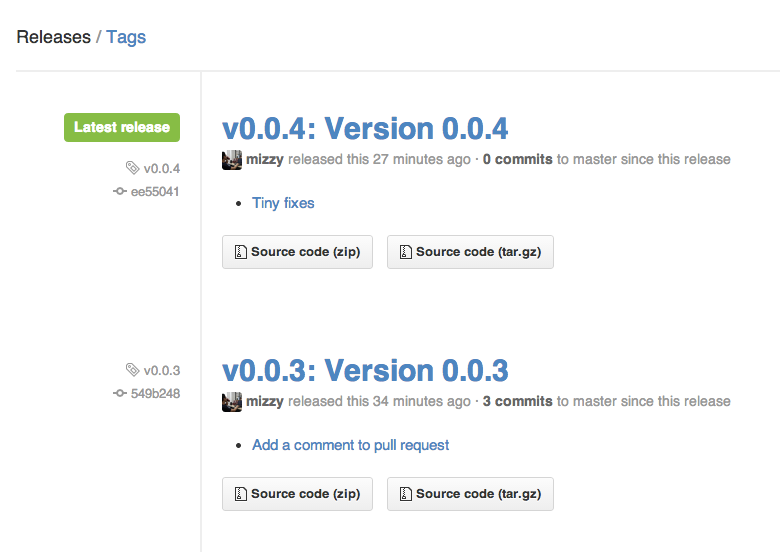 Releases / Tags
Latest release
v0.0.4
ee55041
v0.0.4: Version 0.0.4
mizzy released this 27 minutes ago · 0 commits to master since this release
• Tiny fixes
Source code (zip) Source code (tar.gz)
v0.0.3
549b248
v0.0.3: Version 0.0.3
mizzy released this 34 minutes ago · 3 commits to master since this release
• Add a comment to pull request
Source code (zip) Source code (tar.gz)